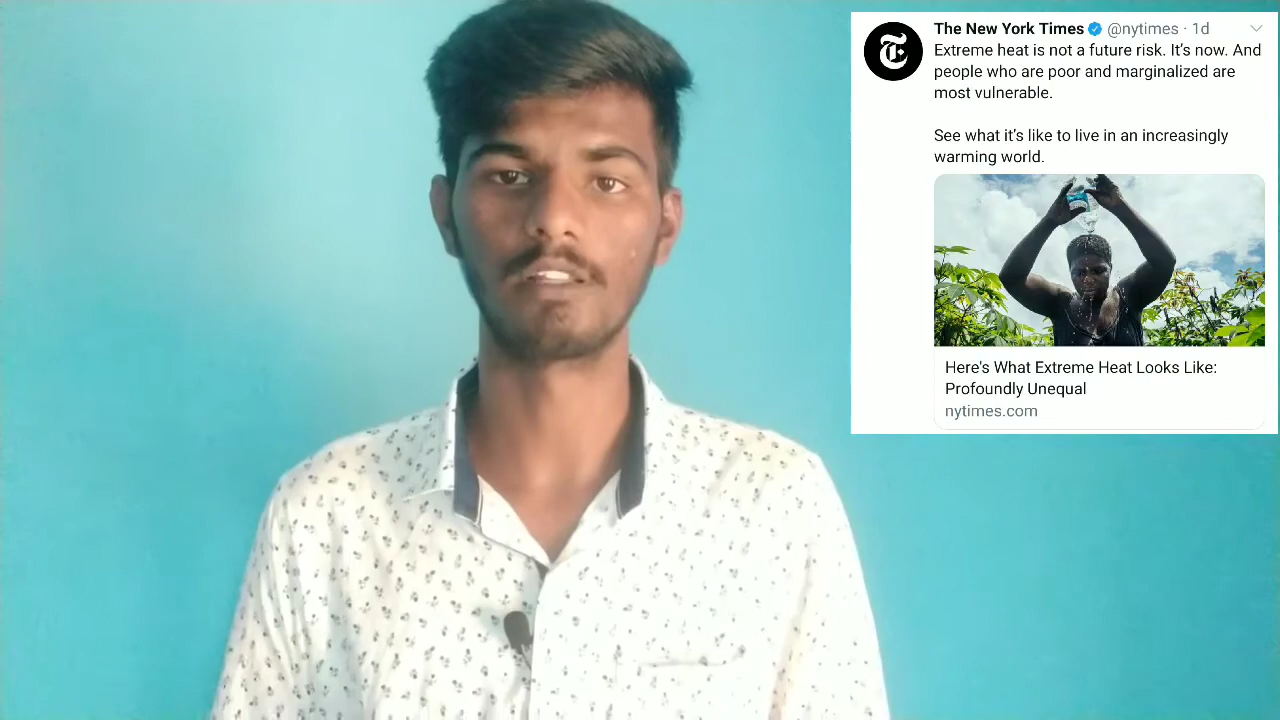 The New York Times @nytimes · 1d
Extreme heat is not a future risk. It's now. And
people who are poor and marginalized are
most vulnerable.
See what it's like to live in an increasingly
warming world.
Here's What Extreme Heat Looks Like:
Profoundly Unequal
nytimes.com